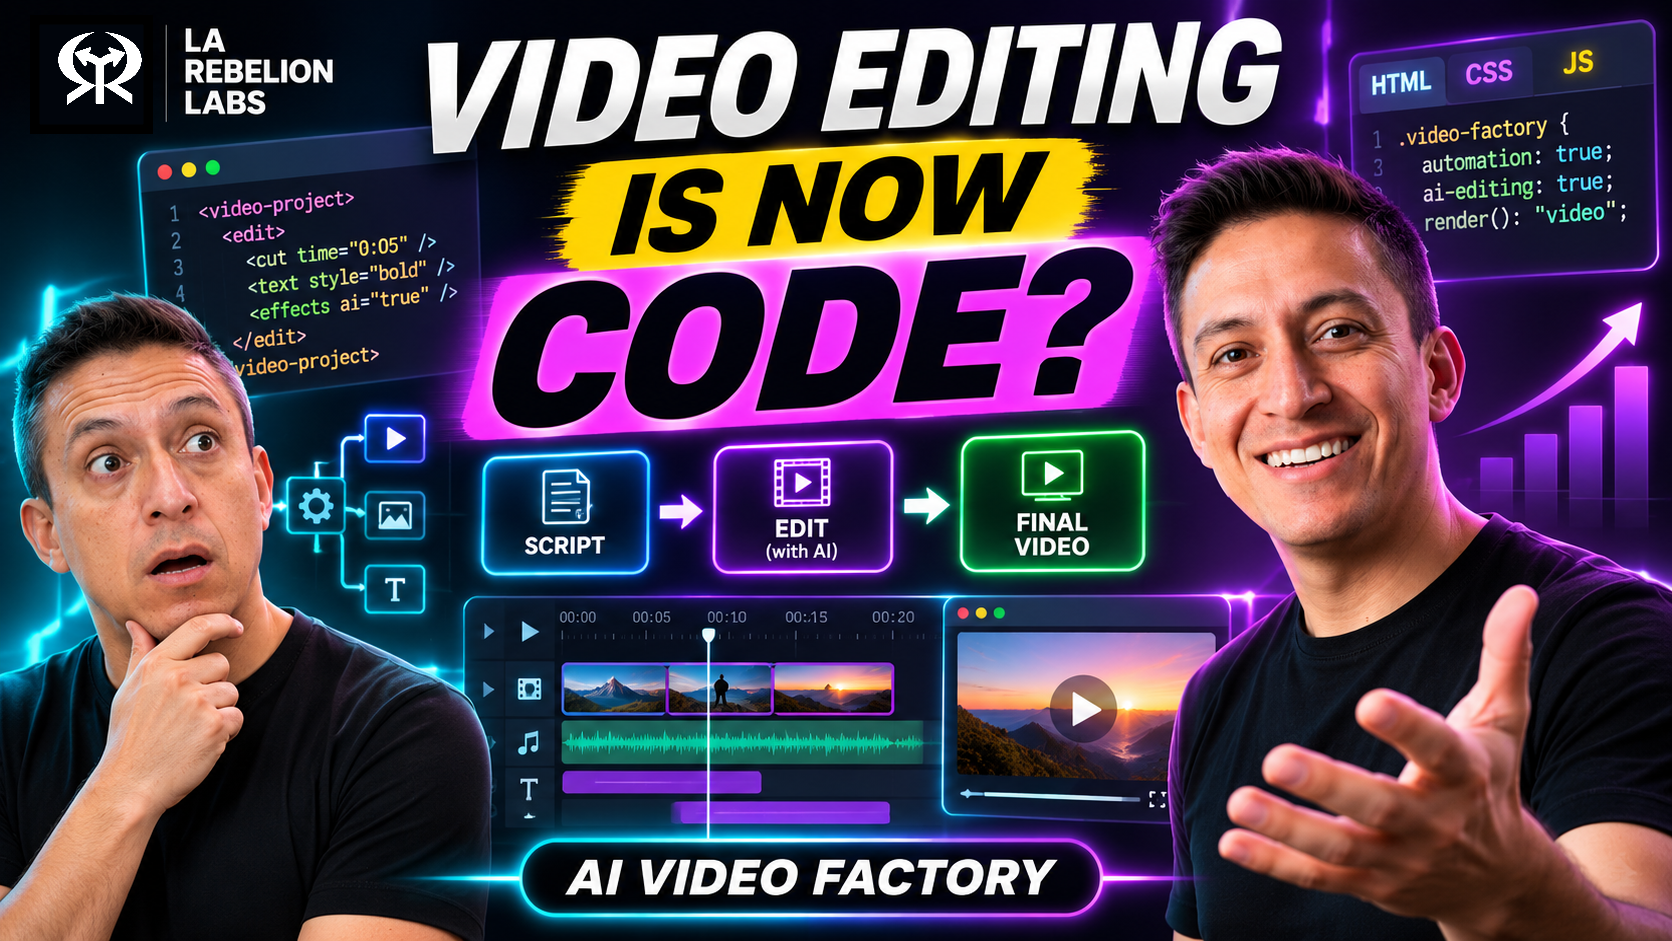 LA
REBELION
LABS
VIDEO EDITING
IS NOW
CODE?
1 <video-project>
2 <edit>
3 <cut time="0:05" />
4 <text style="bold" />
<effects ai="true" />
</edit>
video-project>
HTML CSS JS
1 .video-factory {
3 automation: true;
ai-editing: true;
render(): "video";
T
SCRIPT
EDIT
(with AI)
FINAL
VIDEO
00:00 00:05 00:10 00:15 00:20
T
AI VIDEO FACTORY